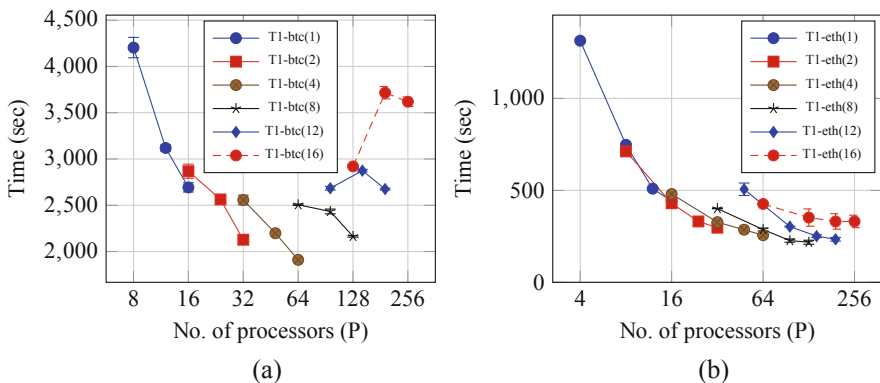 4,500
4,000
3,500
3,000
2,500
2,000
Time (sec)
8
16
32
64
128
256
No. of processors (P)
T1-btc(1)
T1-btc(2)
T1-btc(4)
T1-btc(8)
T1-btc(12)
T1-btc(16)
(a)
1,000
500
0
Time (sec)
4
16
64
256
No. of processors (P)
T1-eth(1)
T1-eth(2)
T1-eth(4)
T1-eth(8)
T1-eth(12)
T1-eth(16)
(b)